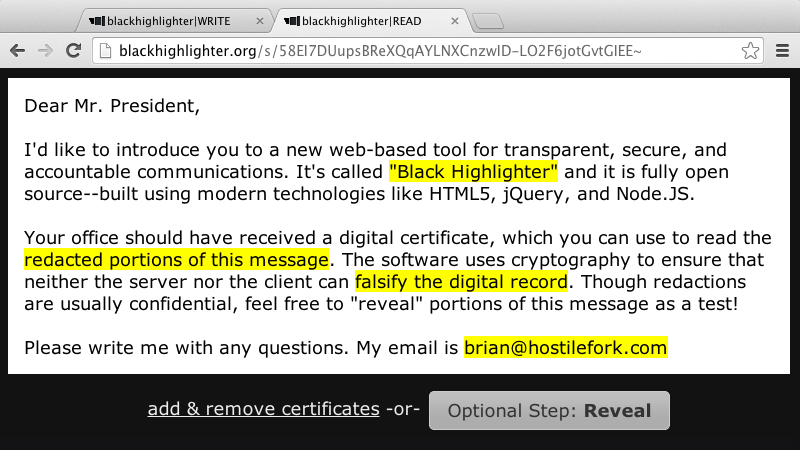 blackhighlighter|WRITE
blackhighlighter|READ
blackhighlighter.org/s/58EI7DUupsBReXQqAYLNXCnzwlD-LO2F6jotGvtGIEE~
Dear Mr. President,
I'd like to introduce you to a new web-based tool for transparent, secure, and
accountable communications. It's called "Black Highlighter" and it is fully open
source--built using modern technologies like HTML5, jQuery, and Node.JS.
Your office should have received a digital certificate, which you can use to read the
redacted portions of this message. The software uses cryptography to ensure that
neither the server nor the client can falsify the digital record. Though redactions
are usually confidential, feel free to "reveal" portions of this message as a test!
Please write me with any questions. My email is brian@hostilefork.com
add & remove certificates -or- Optional Step: Reveal